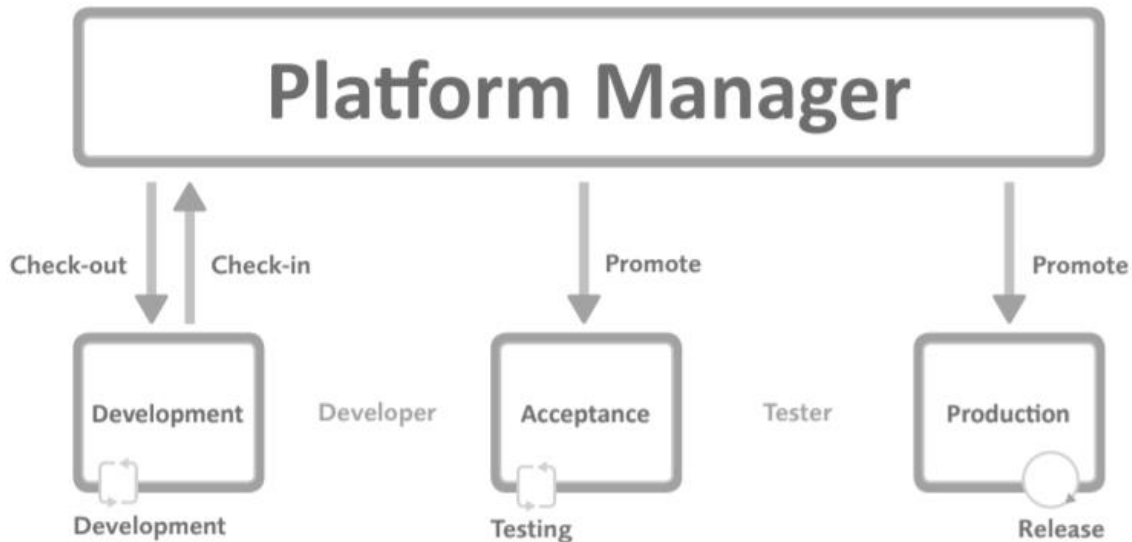 Platform Manager
Check-out
Check-in
Promote
Promote
Development
Developer
Acceptance
Tester
Production
Development
Testing
Release